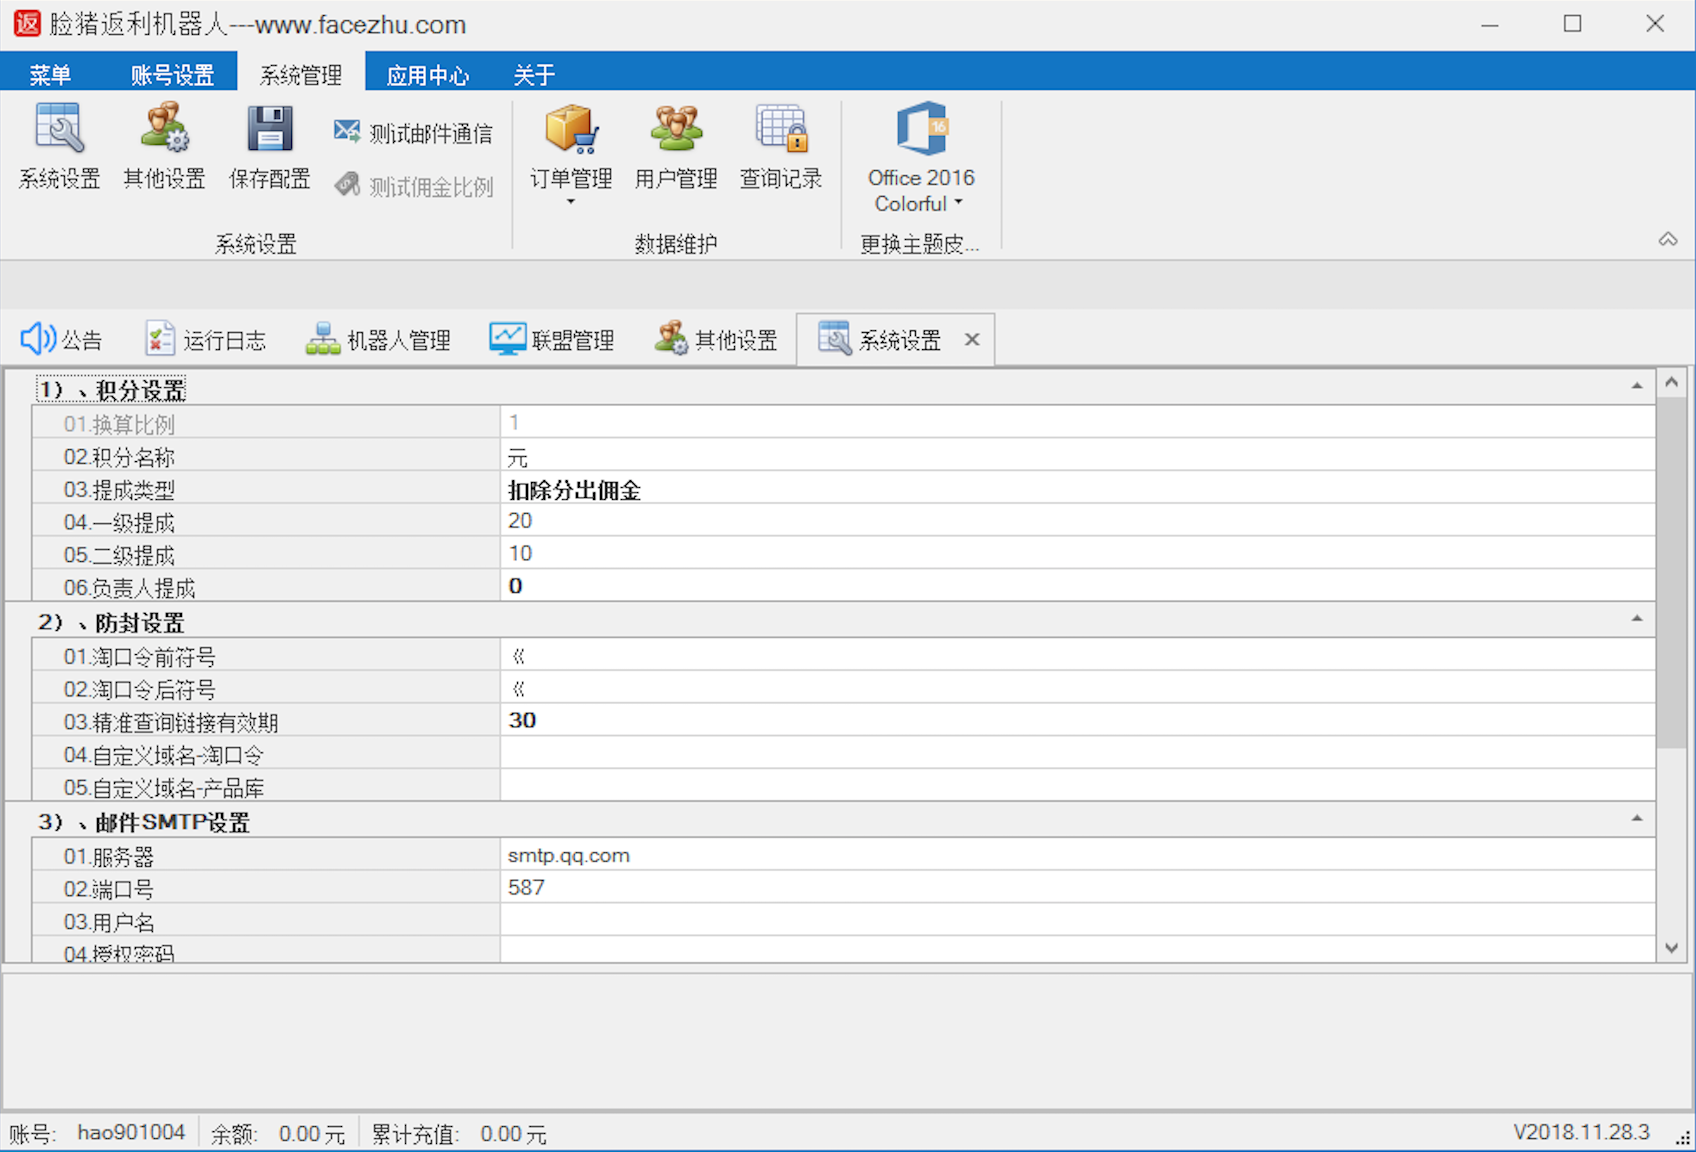 返 脸猪返利机器人---www.facezhu.com
菜单 账号设置 系统管理 应用中心 关于
系统设置 其他设置 保存配置 测试邮件通信 测试佣金比例
订单管理 用户管理 查询记录
16
Office 2016
Colorful
系统设置 数据维护 更换主题皮...
公告 运行日志 机器人管理 联盟管理 其他设置 系统设置
1）、积分设置
01.换算比例 1
02.积分名称 元
03.提成类型 扣除分出佣金
04.一级提成 20
05.二级提成 10
06.负责人提成 0
2）、防封设置
01.淘口令前符号 《
02.淘口令后符号 《
03.精准查询链接有效期 30
04.自定义域名-淘口令
05.自定义域名-产品库
3）、邮件SMTP设置
01.服务器 smtp.qq.com
02.端口号 587
03.用户名
04.授权密码
账号: hao901004 余额: 0.00 元 累计充值: 0.00 元 V2018.11.28.3